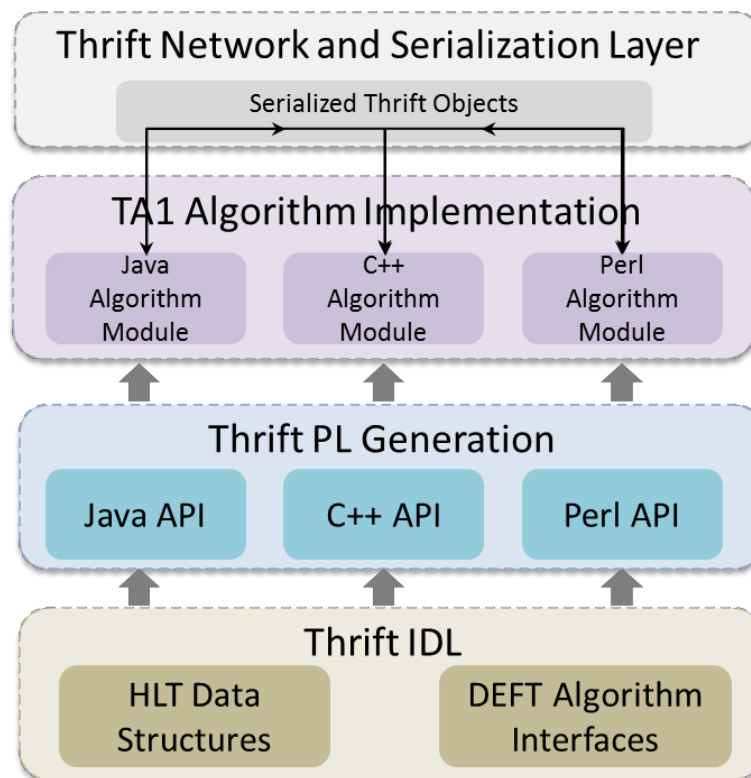 Thrift Network and Serialization Layer
Serialized Thrift Objects
TA1 Algorithm Implementation
Java
Algorithm
Module
C++
Algorithm
Module
Perl
Algorithm
Module
Thrift PL Generation
Java API
C++ API
Perl API
Thrift IDL
HLT Data
Structures
DEFT Algorithm
Interfaces